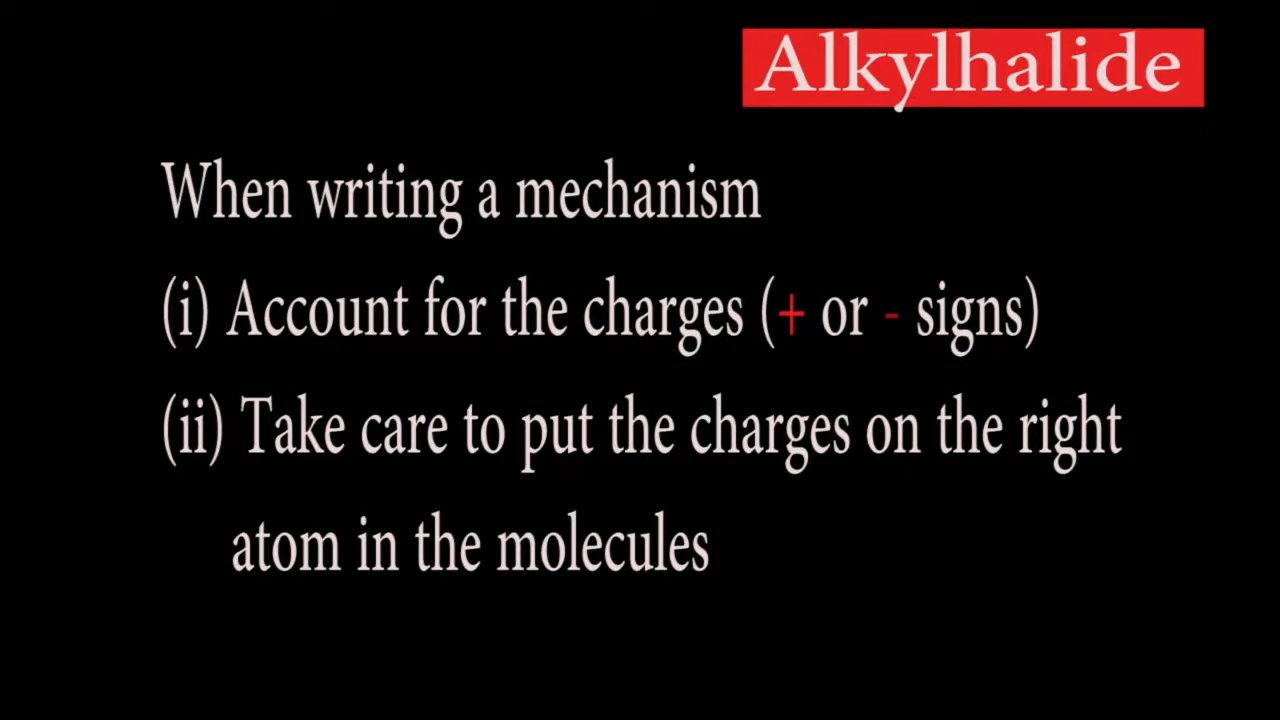 Alkylhalide
When writing a mechanism
(i) Account for the charges (+ or - signs)
(ii) Take care to put the charges on the right
atom in the molecules